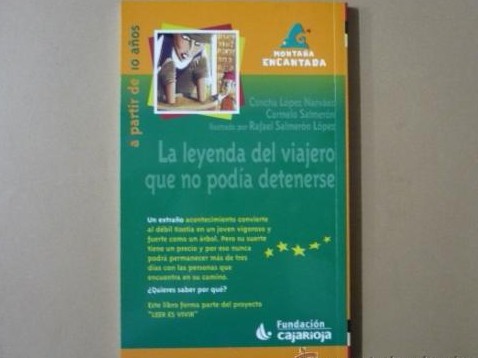 a partir de 10 años
MONTAÑA
ENCANTADA
Concha López Narváez
Carmelo Salmerón
Ilustrado por Rafael Salmerón López
La leyenda del viajero
que no podía detenerse
Un extraño acontecimiento convierte
al débil Kostia en un joven vigoroso y
fuerte como un árbol. Pero su suerte
tiene un precio y por eso nunca
podrá permanecer más de tres
días con las personas que
encuentra en su camino.
¿Quieres saber por qué?
Este libro forma parte del proyecto
"LEER ES VIVIR"
Fundación
CAJARIOJA